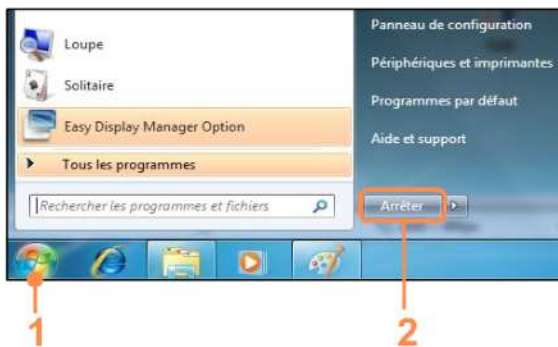 Loupe
Solitaire
Easy Display Manager Option
Tous les programmes
Rechercher les programmes et fichiers
Panneau de configuration
Périphériques et imprimantes
Programmes par défaut
Aide et support
Arrêter
1
2